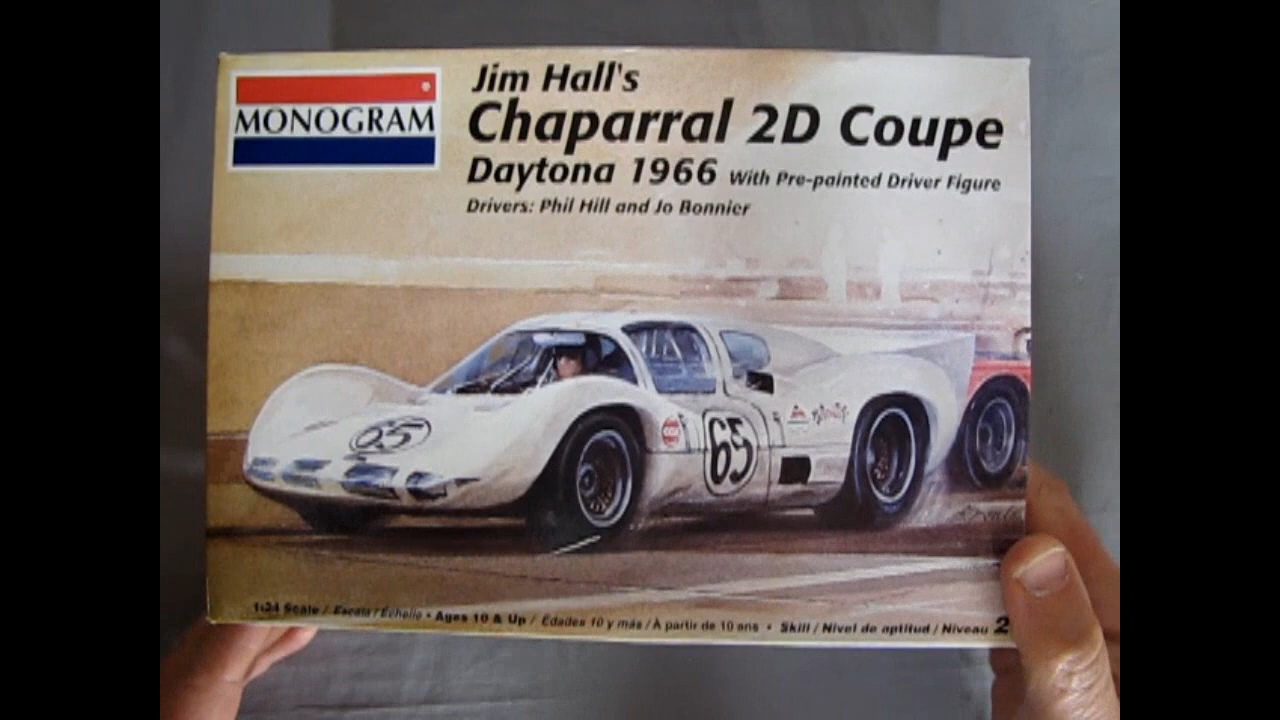 MONOGRAM
Jim Hall's
Chaparral 2D Coupe
Daytona 1966 With Pre-painted Driver Figure
Drivers: Phil Hill and Jo Bonnier
65
65
1:24 Scale / Escala / Échelle • Ages 10 & Up / Edades 10 y más / À partir de 10 ans • Skill / Nivel de aptitud / Niveau 2